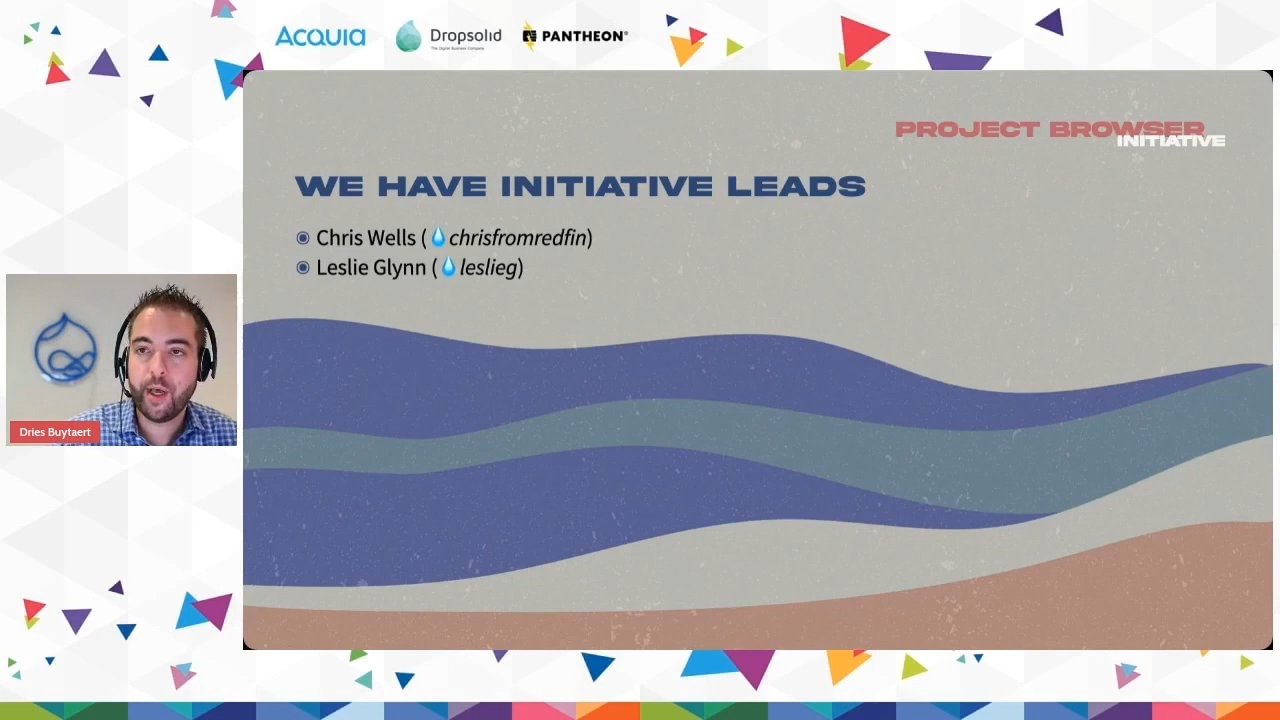 Acquia
Dropsolid
The Digital Business Company
PANTHEON®
PROJECT BROWSER
INITIATIVE
WE HAVE INITIATIVE LEADS
Chris Wells (💧chrisfromredfin)
Leslie Glynn (💧leslieg)
Dries Buytaert